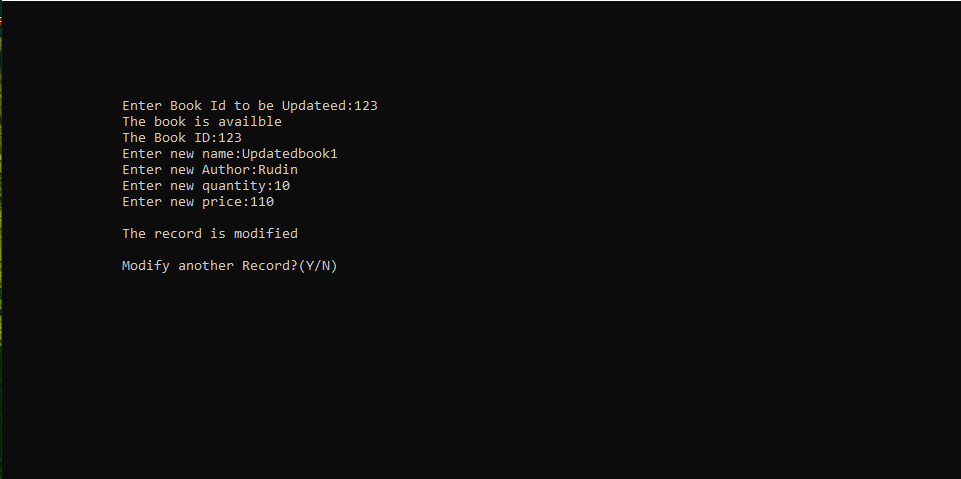 Enter Book Id to be Updateed:123
The book is availble
The Book ID:123
Enter new name:Updatedbook1
Enter new Author:Rudin
Enter new quantity:10
Enter new price:110
The record is modified
Modify another Record?(Y/N)